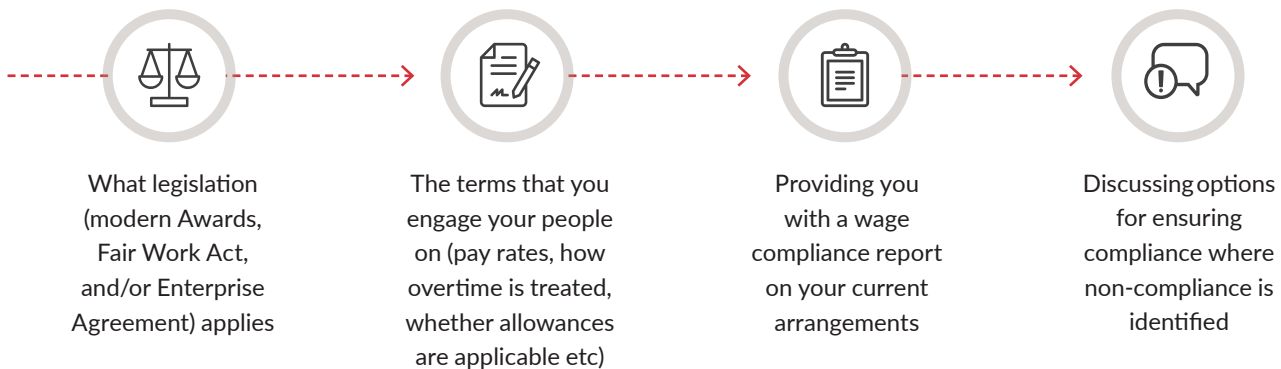 What legislation
(modern Awards,
Fair Work Act,
and/or Enterprise
Agreement) applies
The terms that you
engage your people
on (pay rates, how
overtime is treated,
whether allowances
are applicable etc)
Providing you
with a wage
compliance report
on your current
arrangements
Discussing options
for ensuring
compliance where
non-compliance is
identified